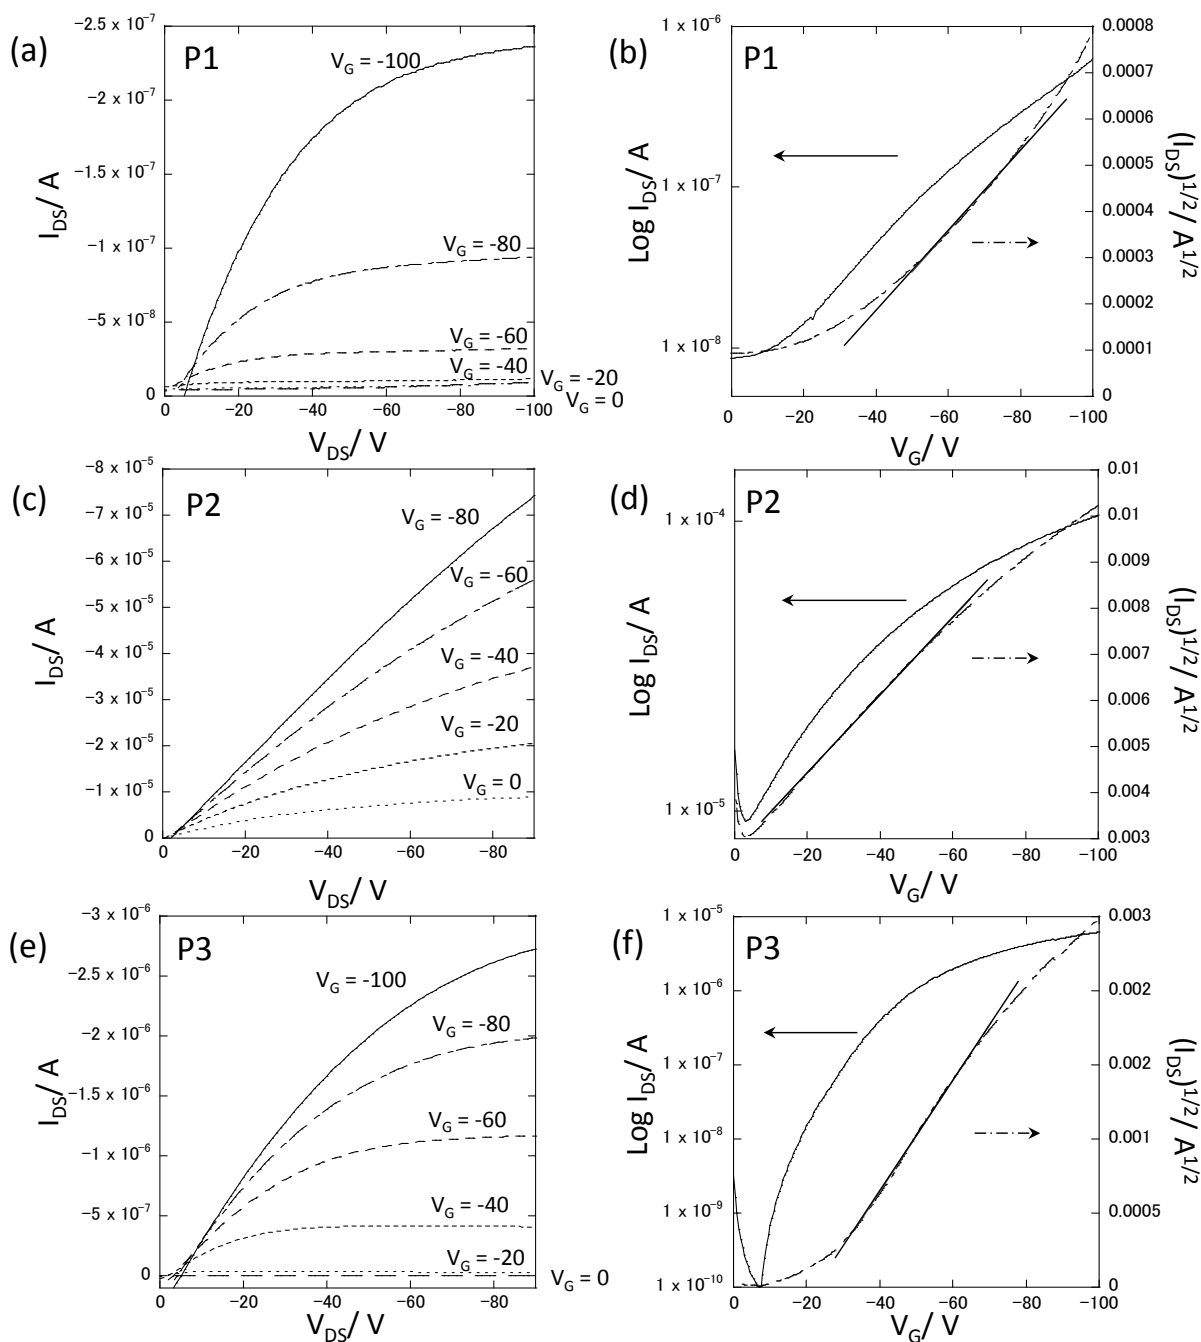 (a)
P1
I_DS/ A
−2.5 x 10⁻⁷
−2 x 10⁻⁷
−1.5 x 10⁻⁷
−1 x 10⁻⁷
−5 x 10⁻⁸
0
V_G = -100
V_G = -80
V_G = -60
V_G = -40
V_G = -20
V_G = 0
0 −20 −40 −60 −80 −100
V_DS/ V
(b)
P1
Log I_DS/ A
1 x 10⁻⁶
1 x 10⁻⁷
1 x 10⁻⁸
0.0008
0.0007
0.0006
0.0005
0.0004
0.0003
0.0002
0.0001
0
(I_DS)^1/2/ A^1/2
0 −20 −40 −60 −80 −100
V_G/ V
(c)
P2
I_DS/ A
−8 x 10⁻⁵
−7 x 10⁻⁵
−6 x 10⁻⁵
−5 x 10⁻⁵
−4 x 10⁻⁵
−3 x 10⁻⁵
−2 x 10⁻⁵
−1 x 10⁻⁵
0
V_G = -80
V_G = -60
V_G = -40
V_G = -20
V_G = 0
0 −20 −40 −60 −80
V_DS/ V
(d)
P2
Log I_DS/ A
1 x 10⁻⁴
1 x 10⁻⁵
0.01
0.01
0.009
0.008
0.007
0.006
0.005
0.004
0.003
(I_DS)^1/2/ A^1/2
0 −20 −40 −60 −80 −100
V_G/ V
(e)
P3
I_DS/ A
−3 x 10⁻⁶
−2.5 x 10⁻⁶
−2 x 10⁻⁶
−1.5 x 10⁻⁶
−1 x 10⁻⁶
−5 x 10⁻⁷
0
V_G = -100
V_G = -80
V_G = -60
V_G = -40
V_G = -20
V_G = 0
0 −20 −40 −60 −80
V_DS/ V
(f)
P3
Log I_DS/ A
1 x 10⁻⁵
1 x 10⁻⁶
1 x 10⁻⁷
1 x 10⁻⁸
1 x 10⁻⁹
1 x 10⁻¹⁰
0.003
0.002
0.002
0.001
0.0005
0
(I_DS)^1/2/ A^1/2
0 −20 −40 −60 −80 −100
V_G/ V